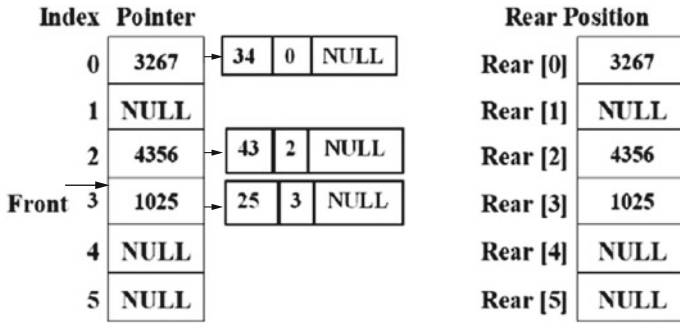 Index Pointer Rear Position
0 3267 34 0 NULL Rear [0] 3267
1 NULL Rear [1] NULL
2 4356 43 2 NULL Rear [2] 4356
Front 3 1025 25 3 NULL Rear [3] 1025
4 NULL Rear [4] NULL
5 NULL Rear [5] NULL